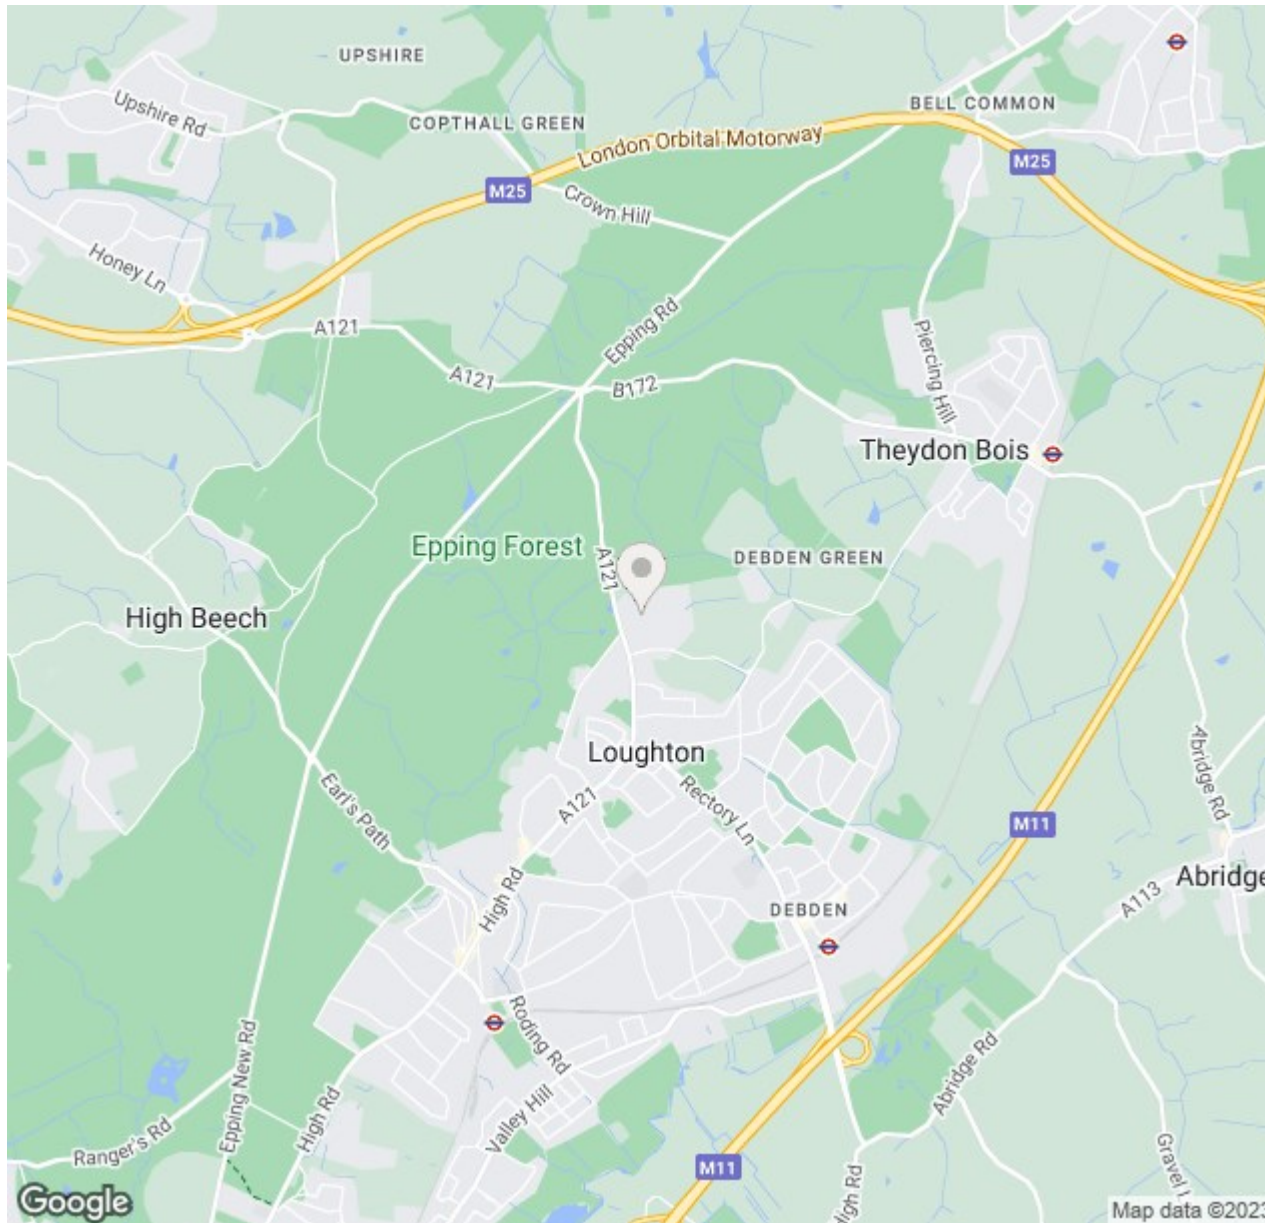 UPSHIRE
BELL COMMON
Upshire Rd
COPTHALL GREEN
London Orbital Motorway
M25
M25
Crown Hill
Honey Ln
A121
Epping Rd
A121
B172
Piercing Hill
Theydon Bois
Epping Forest
A121
DEBDEN GREEN
High Beech
Loughton
Abridge Rd
Earl's Path
A121
Rectory Ln
M11
Abridge
High Rd
A113
DEBDEN
Roding Rd
Epping New Rd
Abridge Rd
High Rd
Valley Hill
Ranger's Rd
M11
High Rd
Gravel L
Google
Map data ©2023